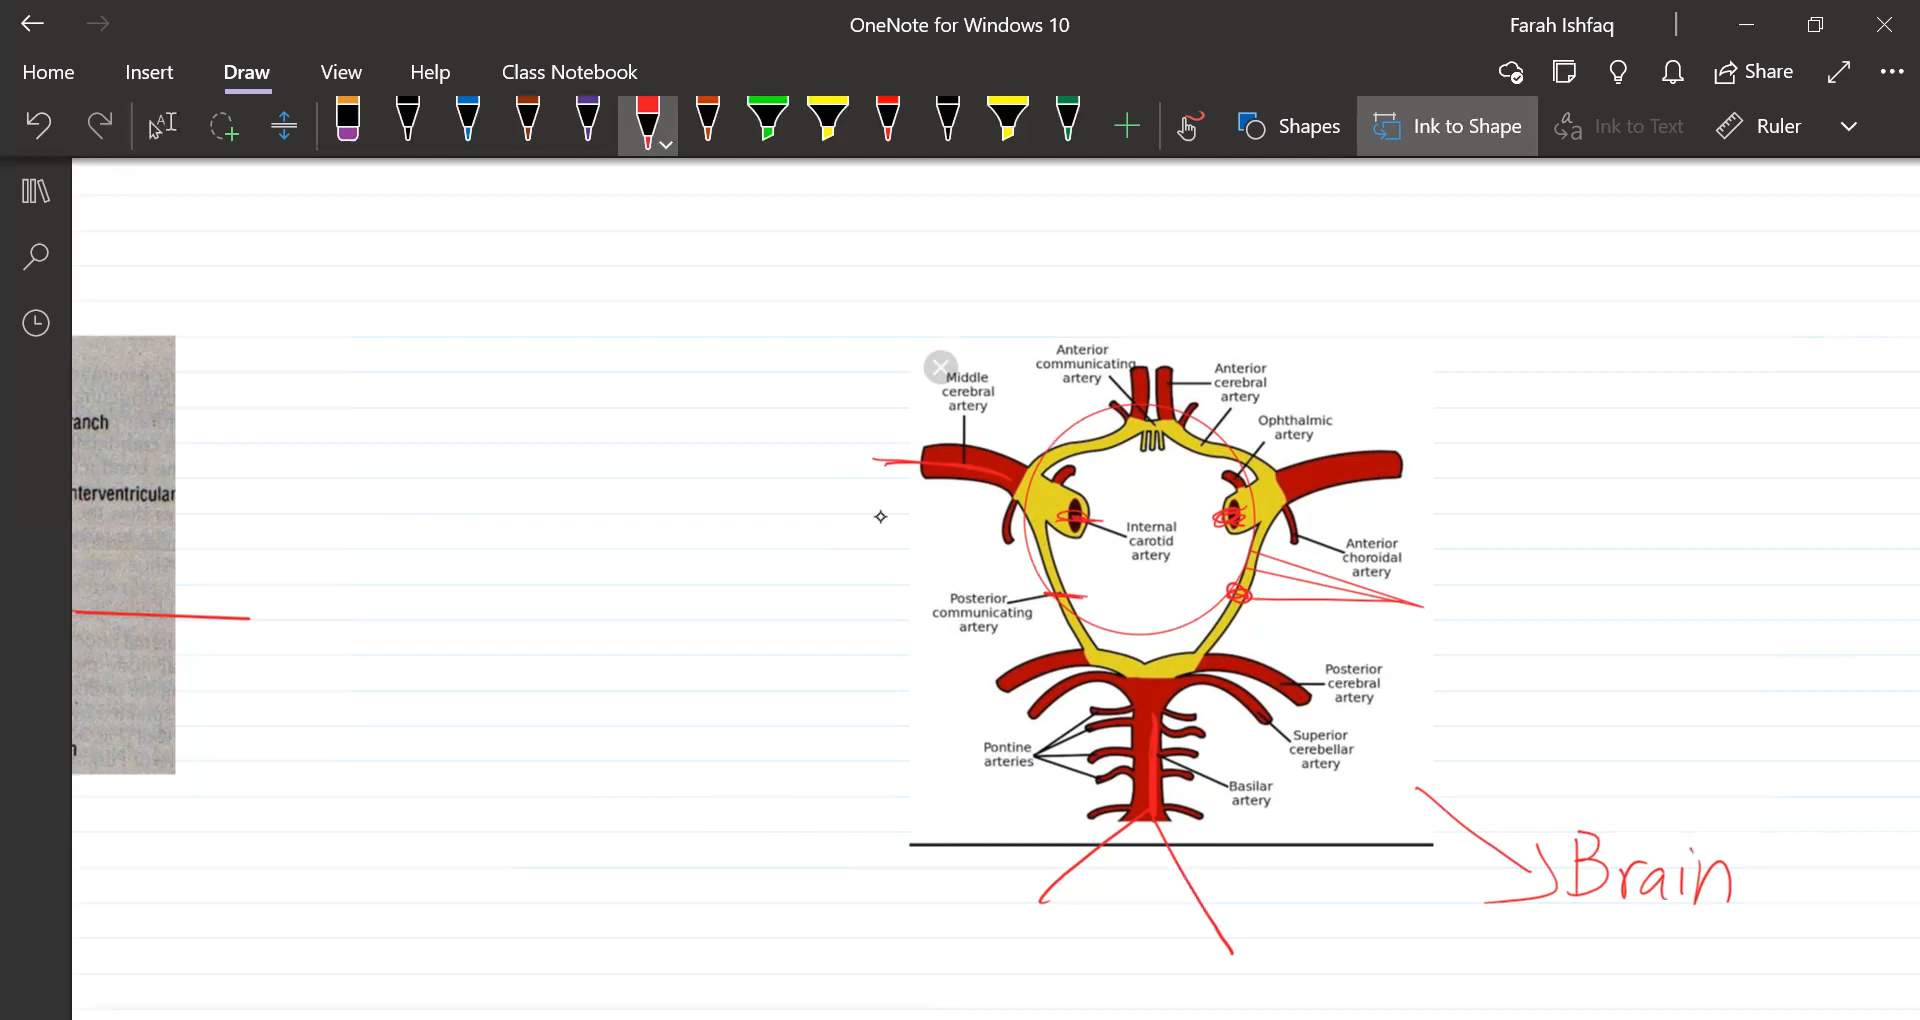 OneNote for Windows 10
Farah Ishfaq
Home
Insert
Draw
View
Help
Class Notebook
Share
Shapes
Ink to Shape
Ink to Text
Ruler
anch
nterventricular
Anterior
communicating
artery
Middle
cerebral
artery
Anterior
cerebral
artery
Ophthalmic
artery
Internal
carotid
artery
Anterior
choroidal
artery
Posterior
communicating
artery
Posterior
cerebral
artery
Superior
cerebellar
artery
Pontine
arteries
Basilar
artery
Brain